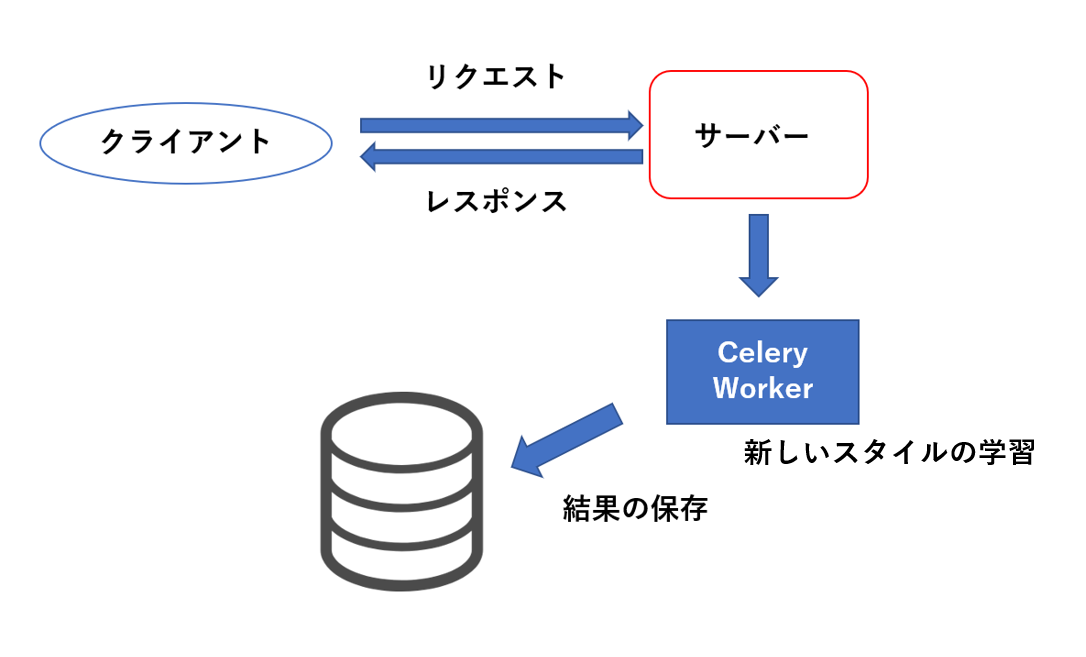 リクエスト
クライアント
サーバー
レスポンス
Celery
Worker
新しいスタイルの学習
結果の保存